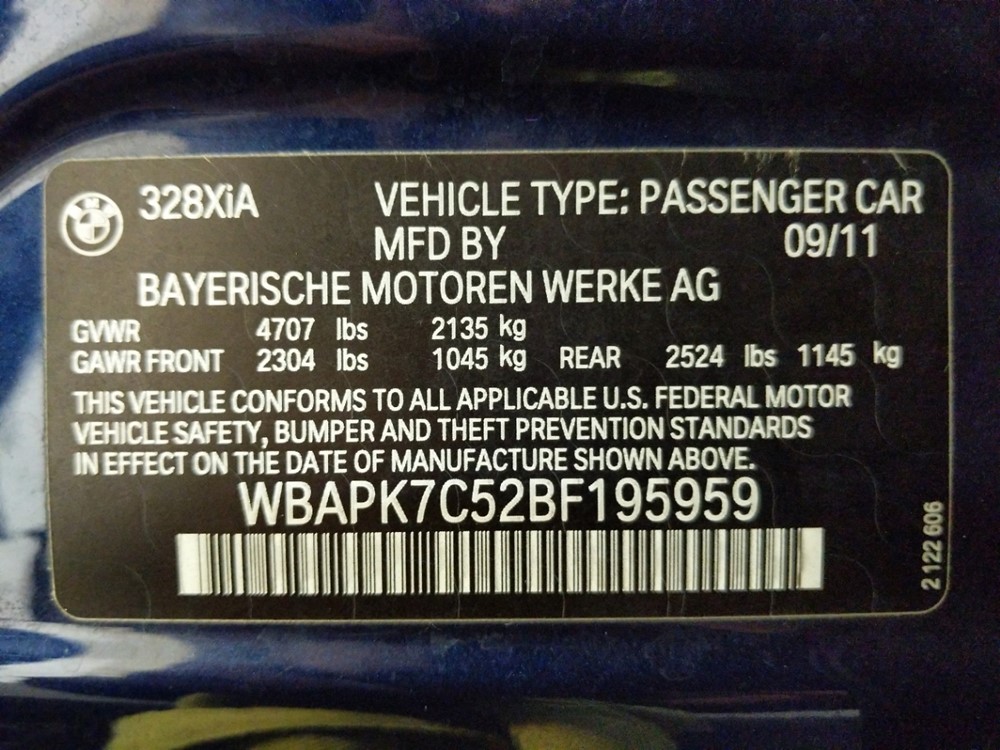 328XiA VEHICLE TYPE: PASSENGER CAR
MFD BY 09/11
BAYERISCHE MOTOREN WERKE AG
GVWR 4707 lbs 2135 kg
GAWR FRONT 2304 lbs 1045 kg REAR 2524 lbs 1145 kg
THIS VEHICLE CONFORMS TO ALL APPLICABLE U.S. FEDERAL MOTOR
VEHICLE SAFETY, BUMPER AND THEFT PREVENTION STANDARDS
IN EFFECT ON THE DATE OF MANUFACTURE SHOWN ABOVE.
WBAPK7C52BF195959
2 122 606